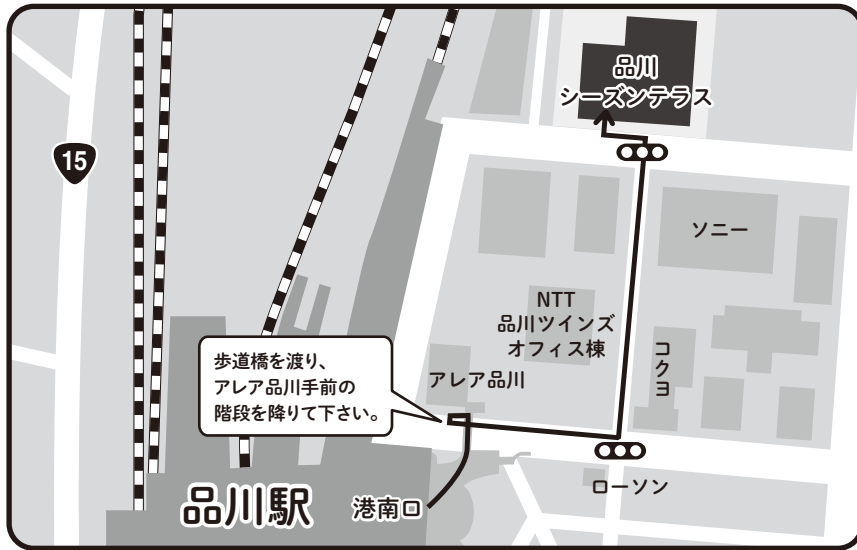 品川
シーズンテラス
15
ソニー
NTT
品川ツインズ
オフィス棟
コクヨ
歩道橋を渡り、
アレア品川手前の
階段を降りて下さい。
アレア品川
ローソン
品川駅
港南口